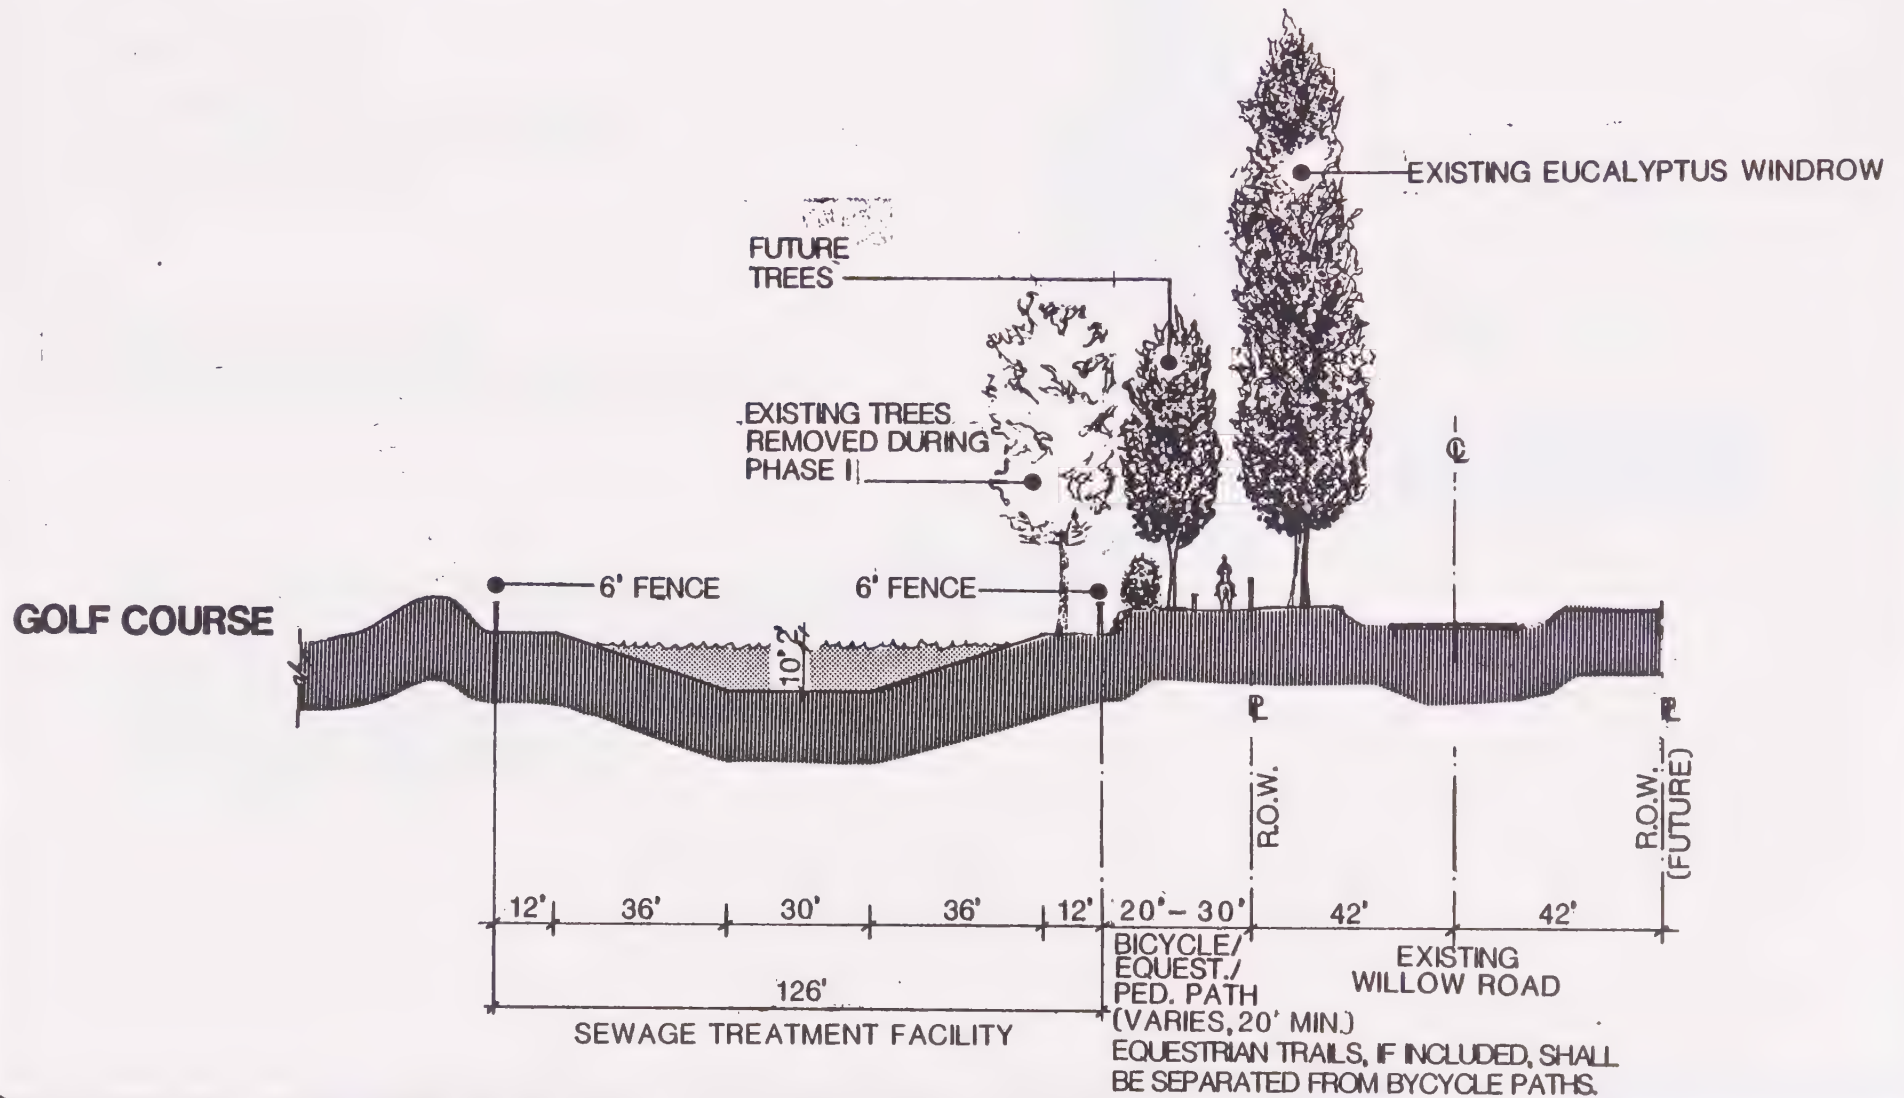 EXISTING EUCALYPTUS WINDROW
FUTURE
TREES
EXISTING TREES
REMOVED DURING
PHASE II
℄
6' FENCE
6' FENCE
GOLF COURSE
10'
2'
R.O.W.
R.O.W.
(FUTURE)
12'
36'
30'
36'
12'
20' - 30'
42'
42'
BICYCLE/
EQUEST./
PED. PATH
(VARIES, 20' MIN.)
EQUESTRIAN TRAILS, IF INCLUDED, SHALL
BE SEPARATED FROM BYCYCLE PATHS.
EXISTING
WILLOW ROAD
126'
SEWAGE TREATMENT FACILITY